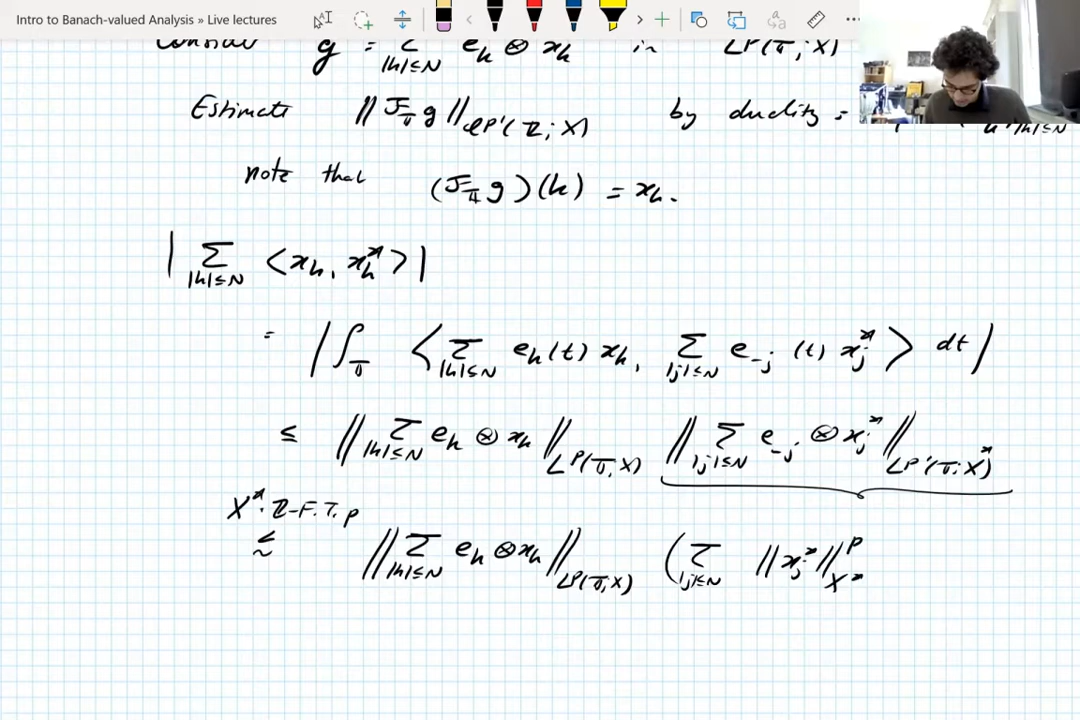 Intro to Banach-valued Analysis » Live lectures
Consider g = Σ_{|k|≤N} e_k ⊗ x_k in L^p(𝕋; X)
Estimate ‖ℱ_𝕋 g‖_{ℓ^{p'}(ℤ; X)} by duality:
note that (ℱ_𝕋 g)(k) = x_k.
| Σ_{|k|≤N} <x_k, x_k^*> |
= | ∫_𝕋 < Σ_{|k|≤N} e_k(t) x_k, Σ_{|j|≤N} e_{-j}(t) x_j^* > dt |
≤ ‖ Σ_{|k|≤N} e_k ⊗ x_k ‖_{L^p(𝕋; X)} ‖ Σ_{|j|≤N} e_{-j} ⊗ x_j^* ‖_{L^{p'}(𝕋; X^*)}
X^*: ℤ-F.T. p
≲ ‖ Σ_{|k|≤N} e_k ⊗ x_k ‖_{L^p(𝕋; X)} ( Σ_{|j|≤N} ‖x_j^*‖_{X^*}^p